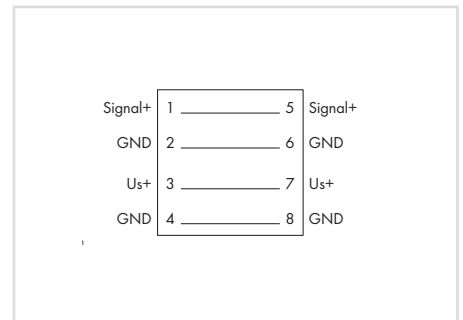 Signal+ 1 5 Signal+
GND 2 6 GND
Us+ 3 7 Us+
GND 4 8 GND